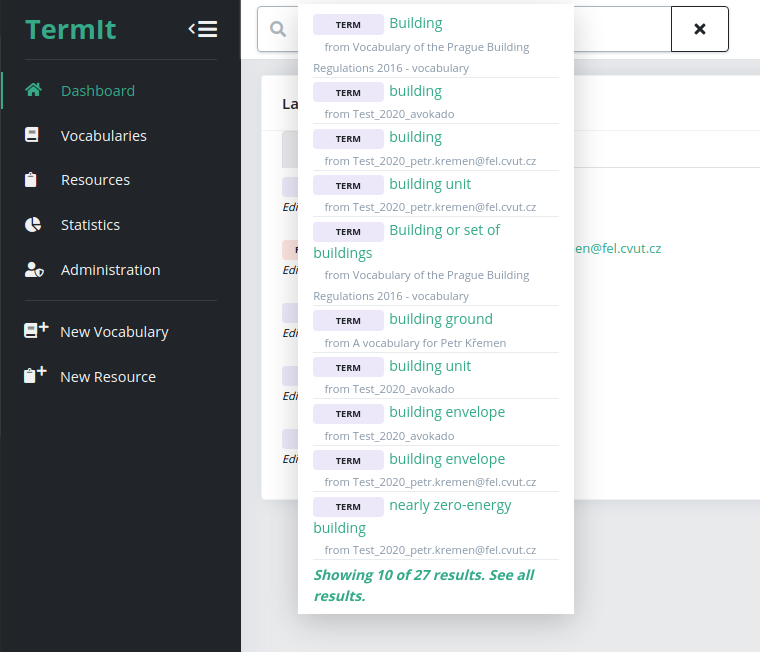 TermIt
Dashboard
Vocabularies
Resources
Statistics
Administration
New Vocabulary
New Resource
TERM Building
from Vocabulary of the Prague Building
Regulations 2016 - vocabulary
TERM building
from Test_2020_avokado
TERM building
from Test_2020_petr.kremen@fel.cvut.cz
TERM building unit
from Test_2020_petr.kremen@fel.cvut.cz
TERM Building or set of
buildings
from Vocabulary of the Prague Building
Regulations 2016 - vocabulary
TERM building ground
from A vocabulary for Petr Křemen
TERM building unit
from Test_2020_avokado
TERM building envelope
from Test_2020_avokado
TERM building envelope
from Test_2020_petr.kremen@fel.cvut.cz
TERM nearly zero-energy
building
from Test_2020_petr.kremen@fel.cvut.cz
Showing 10 of 27 results. See all
results.
La
Edi
Edi
en@fel.cvut.cz
Edi
Edi
Edi